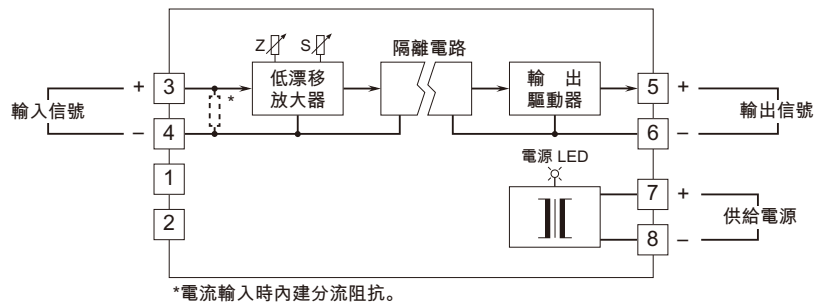 Z S 隔離電路
輸入信號 + 3 低漂移 輸 出 5 + 輸出信號
* 放大器 驅動器
– 4 6 –
電源 LED
1 7 + 供給電源
2 8 –
*電流輸入時內建分流阻抗。